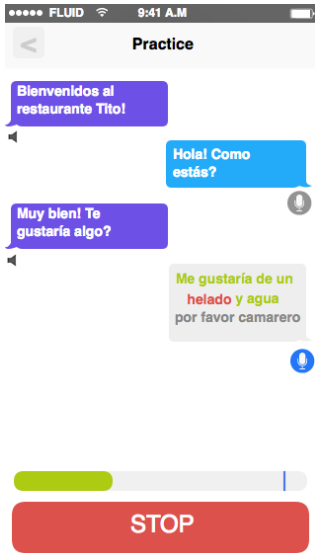 FLUID 9:41 A.M
<
Practice
Bienvenidos al
restaurante Tito!
Hola! Como
estás?
Muy bien! Te
gustaría algo?
Me gustaría de un
helado y agua
por favor camarero
STOP